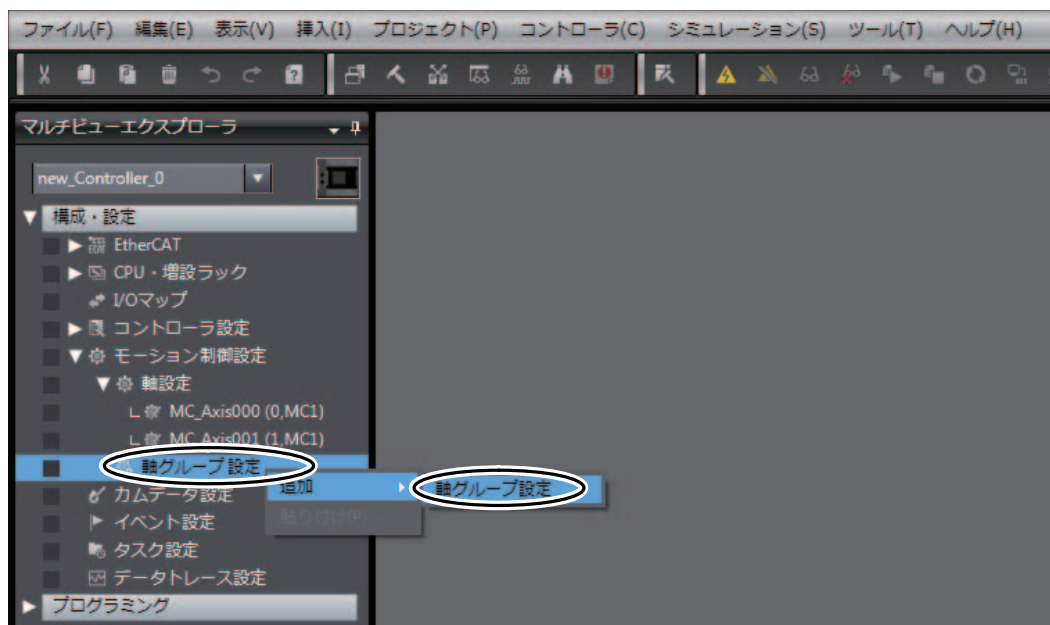 ファイル(F) 編集(E) 表示(V) 挿入(I) プロジェクト(P) コントローラ(C) シミュレーション(S) ツール(T) ヘルプ(H)
マルチビューエクスプローラ
new_Controller_0
構成・設定
EtherCAT
CPU・増設ラック
I/Oマップ
コントローラ設定
モーション制御設定
軸設定
MC_Axis000 (0,MC1)
MC_Axis001 (1,MC1)
軸グループ設定
追加
軸グループ設定
カムデータ設定
貼り付け(P)
イベント設定
タスク設定
データトレース設定
プログラミング